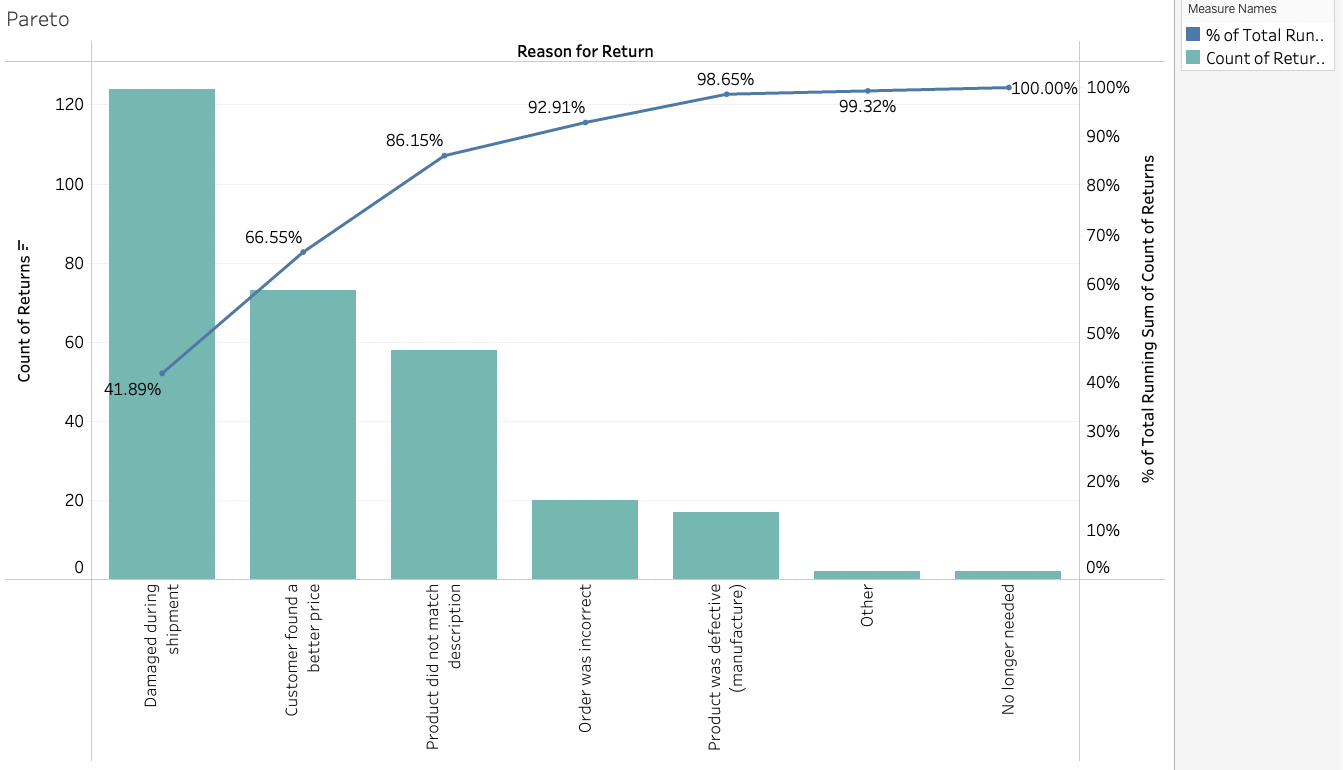 Pareto
Measure Names
% of Total Run..
Count of Retur..
Reason for Return
Count of Returns
120
100
80
60
40
20
0
41.89%
66.55%
86.15%
92.91%
98.65%
99.32%
100.00%
100%
90%
80%
70%
60%
50%
40%
30%
20%
10%
0%
% of Total Running Sum of Count of Returns
Damaged during
shipment
Customer found a
better price
Product did not match
description
Order was incorrect
Product was defective
(manufacture)
Other
No longer needed